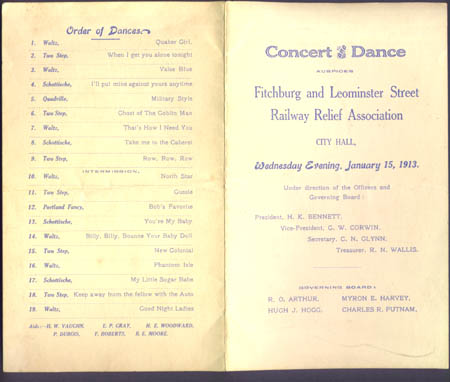 Order of Dances
1. Waltz, Quaker Girl,
2. Two Step, When I get you alone tonight
3. Waltz, Valse Blue
4. Schottische, I'll put mine against yours anytime
5. Quadrille, Military Style
6. Two Step, Ghost of The Goblin Man
7. Waltz, That's How I Need You
8. Schottische, Take me to the Caberei
9. Two Step, Row, Row, Row
INTERMISSION,
10. Waltz, North Star
11. Two Step,
12. Portland Fancy, Bob's Favorite
13. Schottische, You're My Baby
14. Waltz, Billy, Billy, Bounce Your Baby Doll
15. Two Step, New Colonial
16. Waltz, Phantom Isle
17. Schottische, My Little Sugar Babe
18. Two Step, Keep away from the fellow with the Auto
19. Waltz, Good Night Ladies
Aids:—H. W. VAUGHN, E. P. GRAY, H. E. WOODWARD,
P. DUBOIS, T. ROBERTS, B. E. MOORE.
Concert Dance
AUSPICES
Fitchburg and Leominster Street
Railway Relief Association
CITY HALL,
Wednesday Evening, January 15, 1913.
Under direction of the Officers and
Governing Board:
President, H. K. BENNETT,
Vice-President, G. W. CORWIN,
Secretary, C. H. GLYNN,
Treasurer, R. H. WALLIS.
GOVERNING BOARD:
R. O. ARTHUR, MYRON E. HARVEY,
HUGH J. HOGG, CHARLES R. PUTNAM,